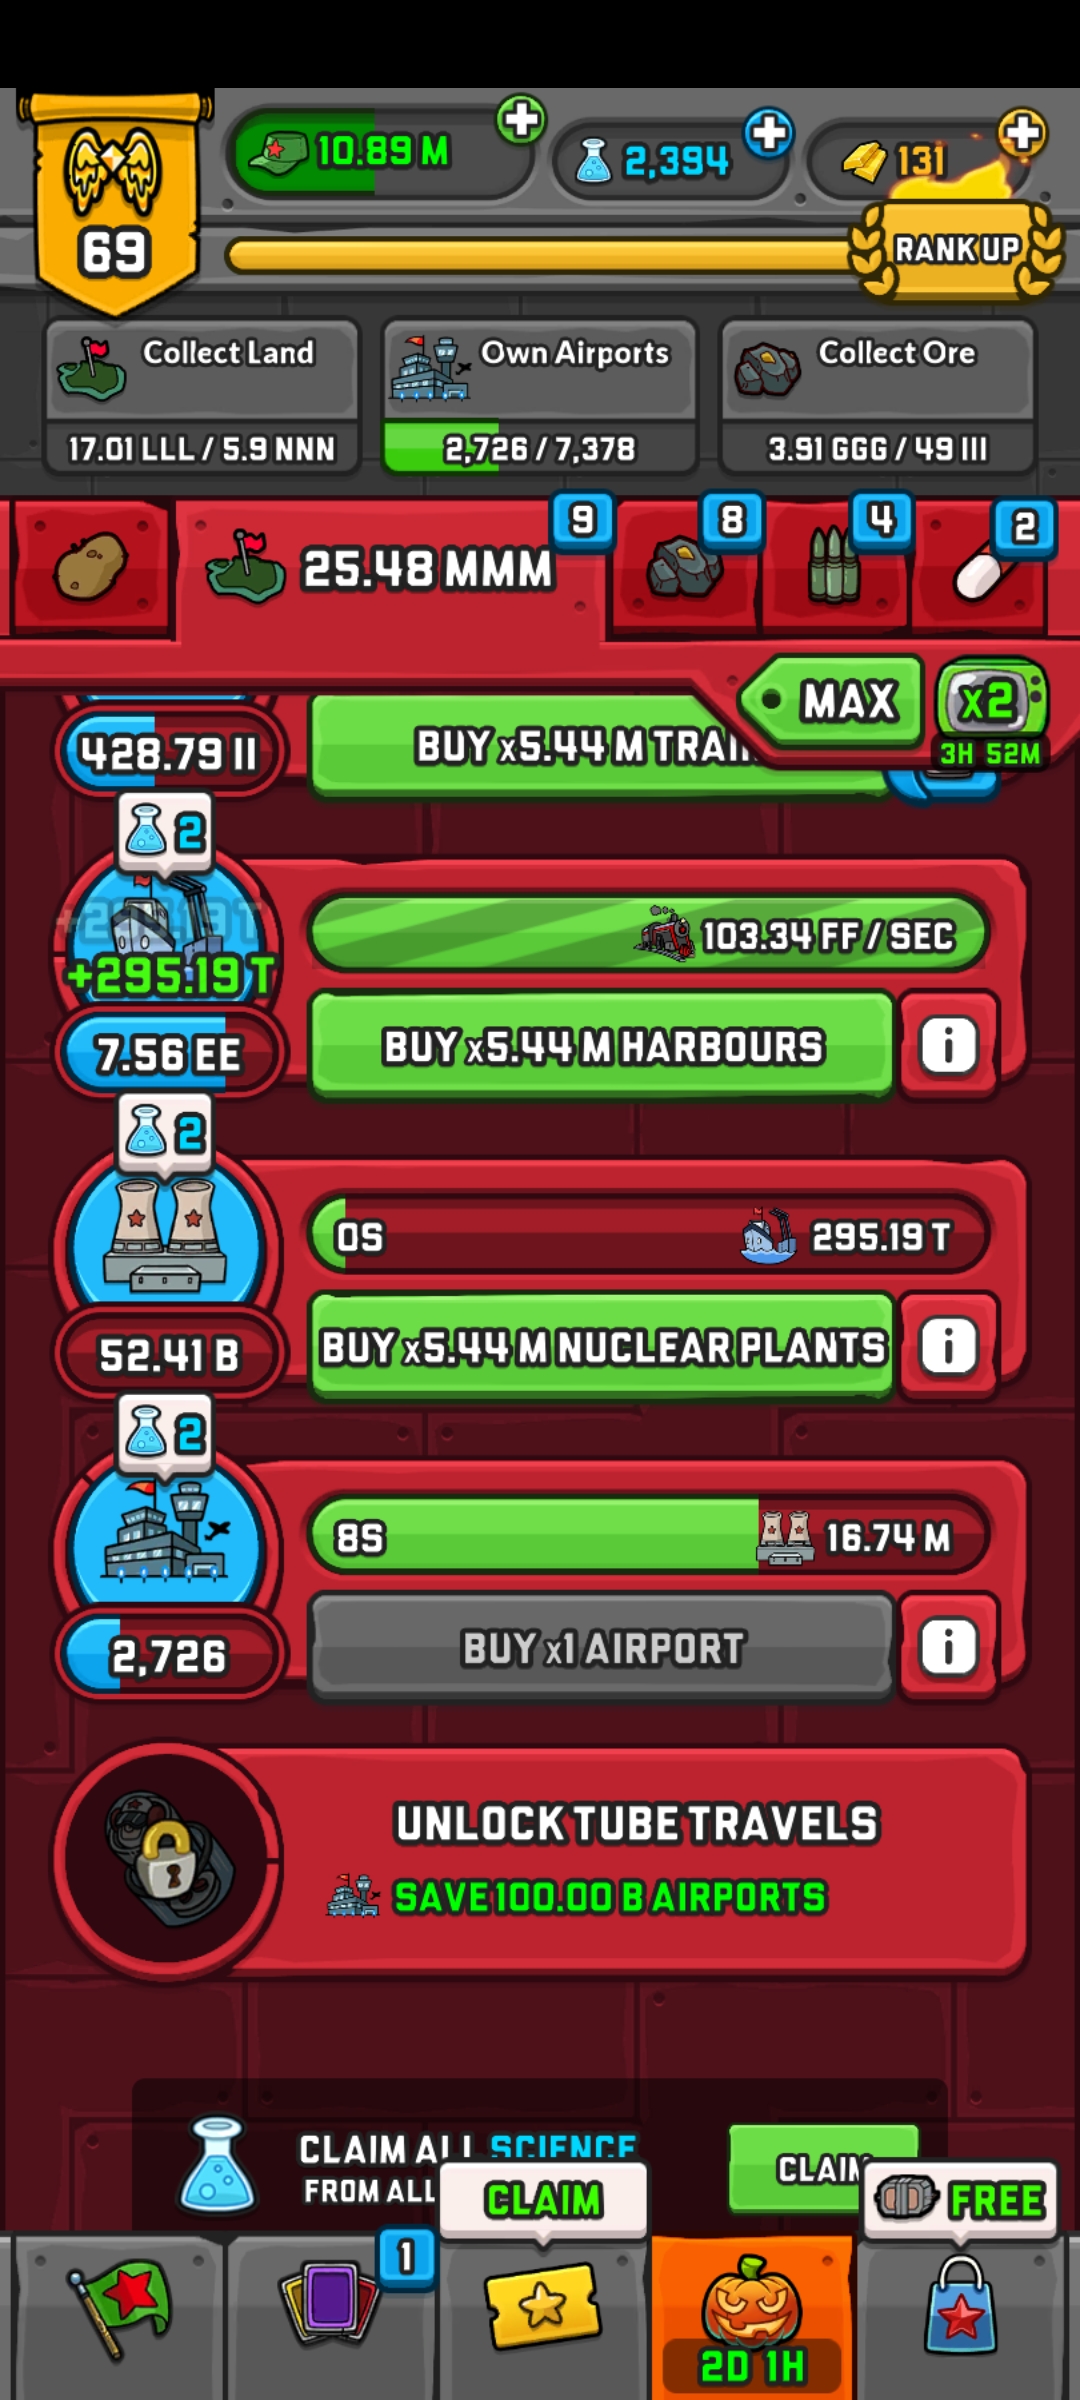 10.89 M
2,394
131
69
RANK UP
Collect Land
Own Airports
Collect Ore
17.01 LLL / 5.9 NNN
2,726 / 7,378
3.91 GGG / 49 III
9
8
4
2
25.48 MMM
MAX
x2
3H 52M
428.79 II
BUY x5.44 M
2
+295.19 T
103.34 FF / SEC
+295.19 T
7.56 EE
BUY x5.44 M HARBOURS
i
2
0S
295.19 T
52.41 B
BUY x5.44 M NUCLEAR PLANTS
i
2
8S
16.74 M
2,726
BUY x1 AIRPORT
i
UNLOCK TUBE TRAVELS
SAVE 100.00 B AIRPORTS
CLAIM ALL SCIENCE
FROM ALL
CLAIM
CLAIM
FREE
1
2D 1H